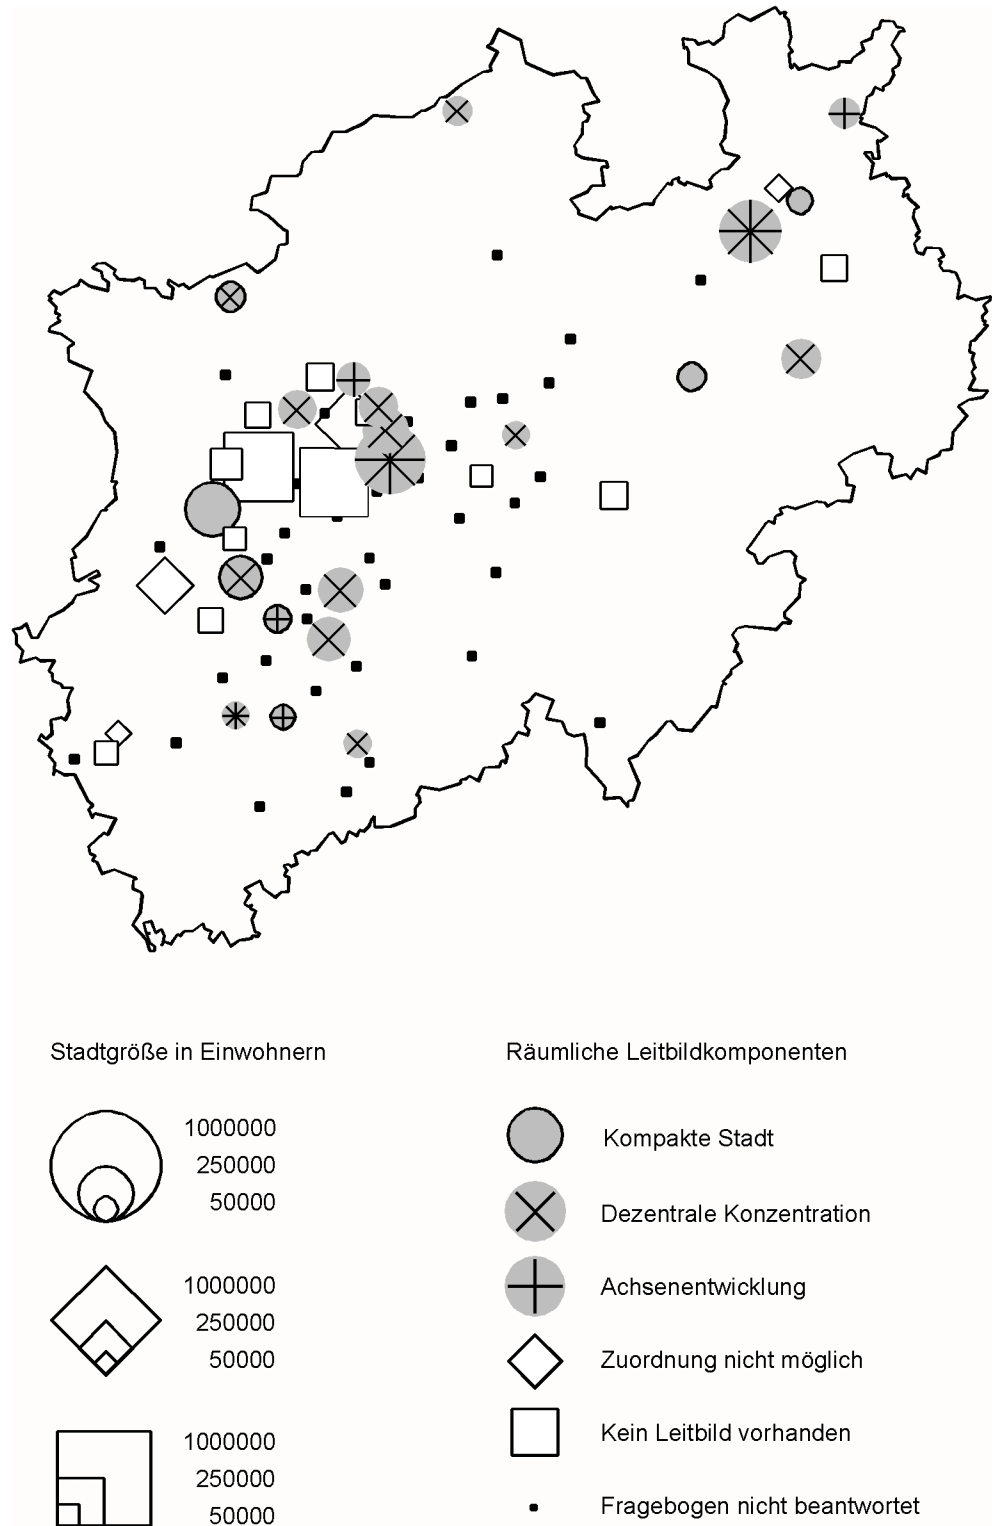 Stadtgröße in Einwohnern
1000000
250000
50000
1000000
250000
50000
1000000
250000
50000
Räumliche Leitbildkomponenten
Kompakte Stadt
Dezentrale Konzentration
Achsenentwicklung
Zuordnung nicht möglich
Kein Leitbild vorhanden
Fragebogen nicht beantwortet